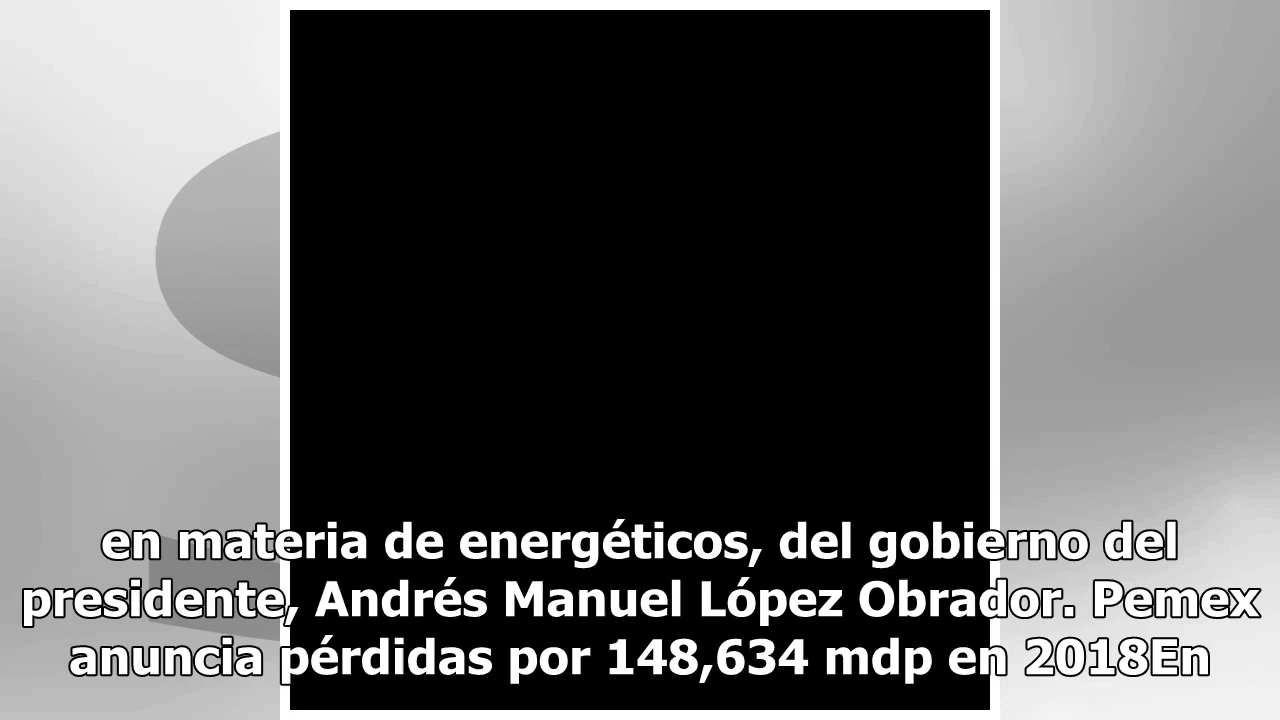 en materia de energéticos, del gobierno del
presidente, Andrés Manuel López Obrador. Pemex
anuncia pérdidas por 148,634 mdp en 2018En